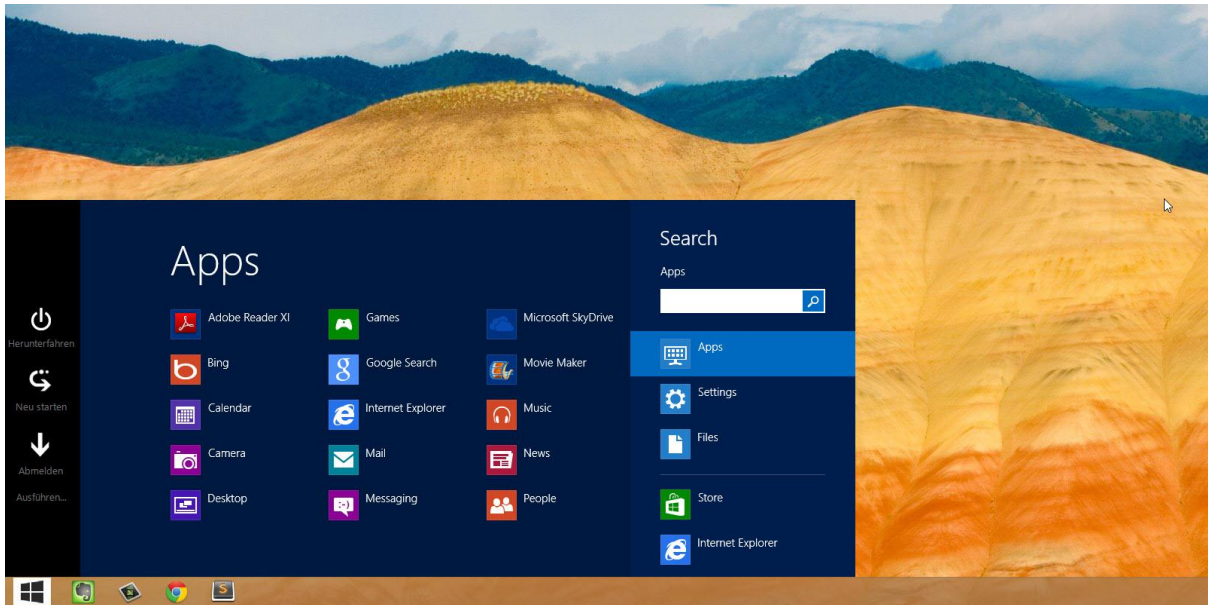 Herunterfahren
Neu starten
Abmelden
Ausführen...
Apps
Adobe Reader XI
Bing
Calendar
Camera
Desktop
Games
Google Search
Internet Explorer
Mail
Messaging
Microsoft SkyDrive
Movie Maker
Music
News
People
Search
Apps
Apps
Settings
Files
Store
Internet Explorer